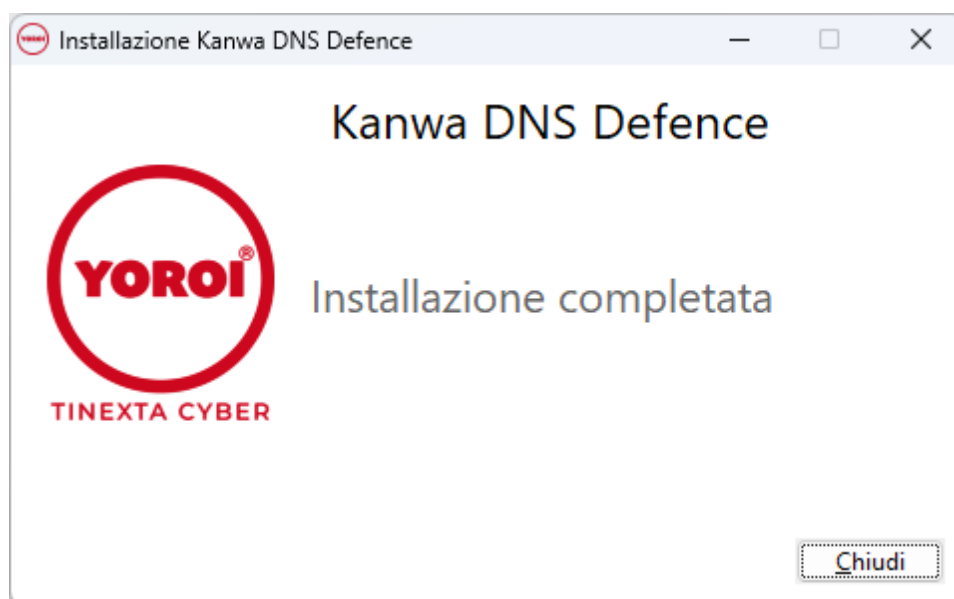 Installazione Kanwa DNS Defence
Kanwa DNS Defence
YOROI®
TINEXTA CYBER
Installazione completata
Chiudi